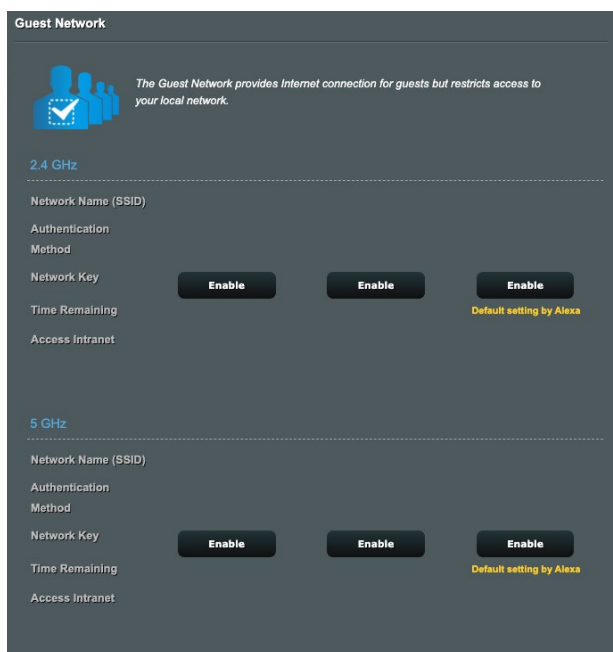 Guest Network
The Guest Network provides Internet connection for guests but restricts access to
your local network.
2.4 GHz
Network Name (SSID)
Authentication
Method
Network Key
Enable Enable Enable
Time Remaining
Default setting by Alexa
Access Intranet
5 GHz
Network Name (SSID)
Authentication
Method
Network Key
Enable Enable Enable
Time Remaining
Default setting by Alexa
Access Intranet